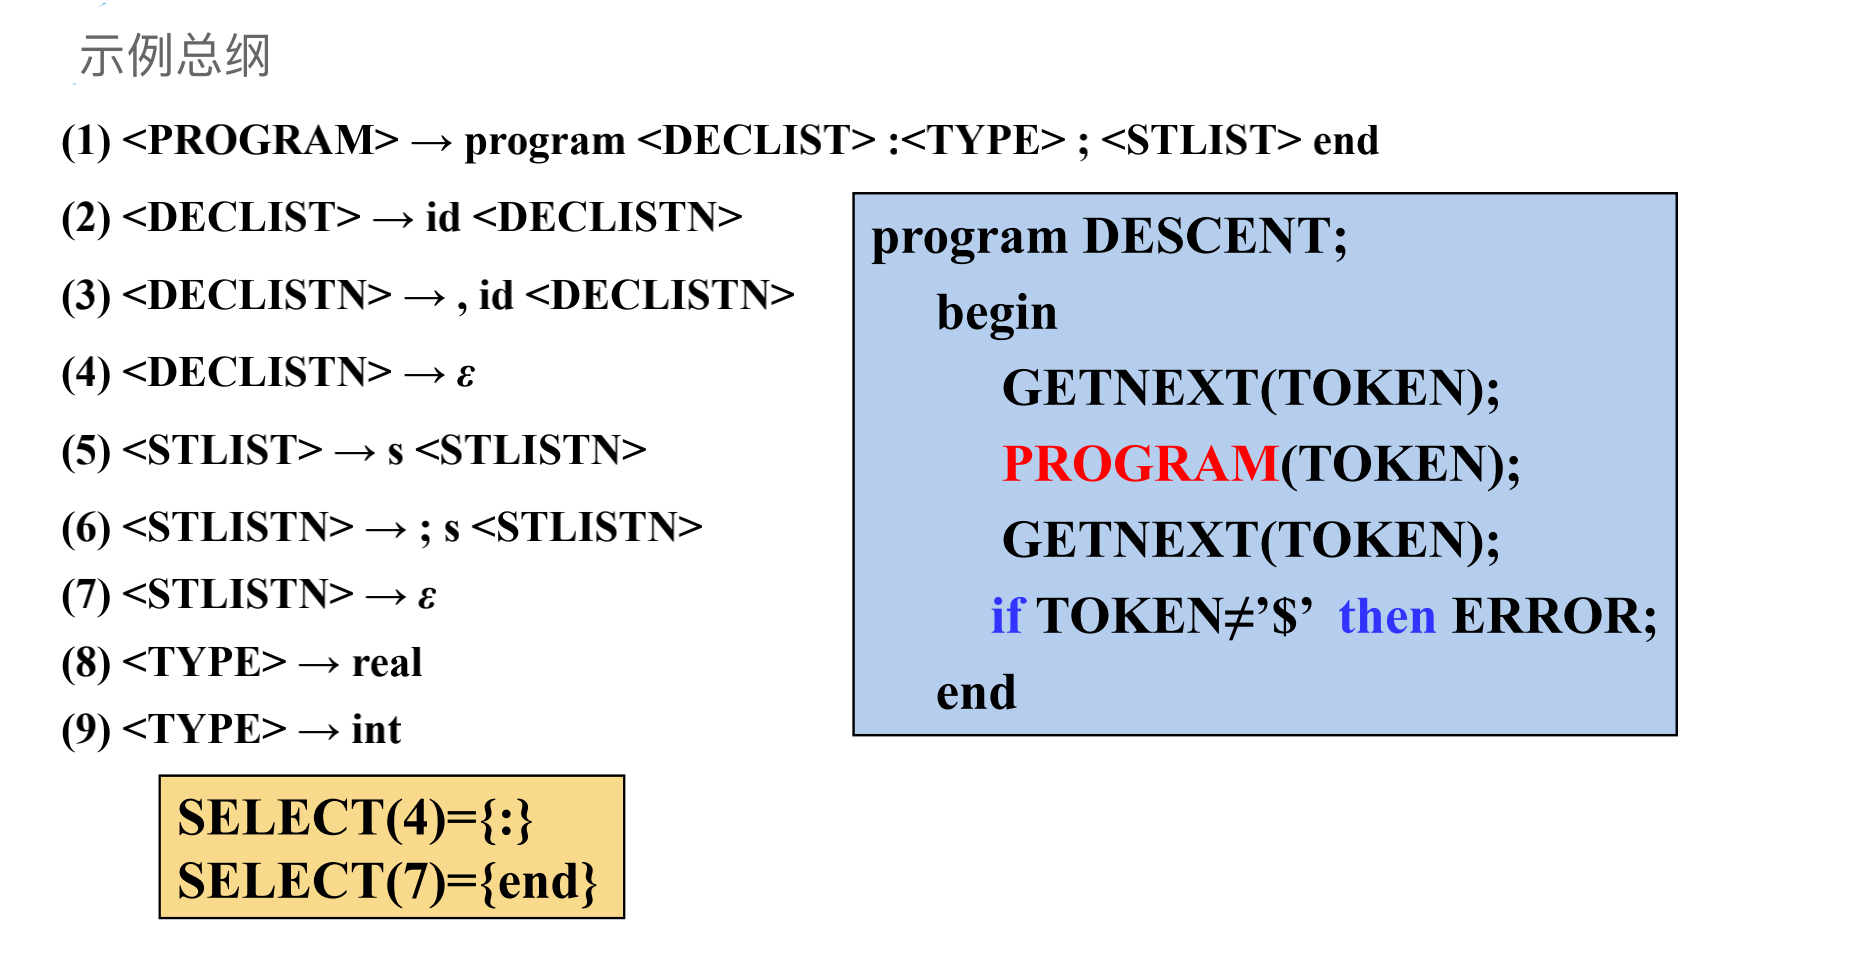 示例总纲
(1) <PROGRAM> → program <DECLIST> :<TYPE> ; <STLIST> end
(2) <DECLIST> → id <DECLISTN>
(3) <DECLISTN> → , id <DECLISTN>
(4) <DECLISTN> → ε
(5) <STLIST> → s <STLISTN>
(6) <STLISTN> → ; s <STLISTN>
(7) <STLISTN> → ε
(8) <TYPE> → real
(9) <TYPE> → int
SELECT(4)={:}
SELECT(7)={end}
program DESCENT;
begin
GETNEXT(TOKEN);
PROGRAM(TOKEN);
GETNEXT(TOKEN);
if TOKEN≠’$’ then ERROR;
end